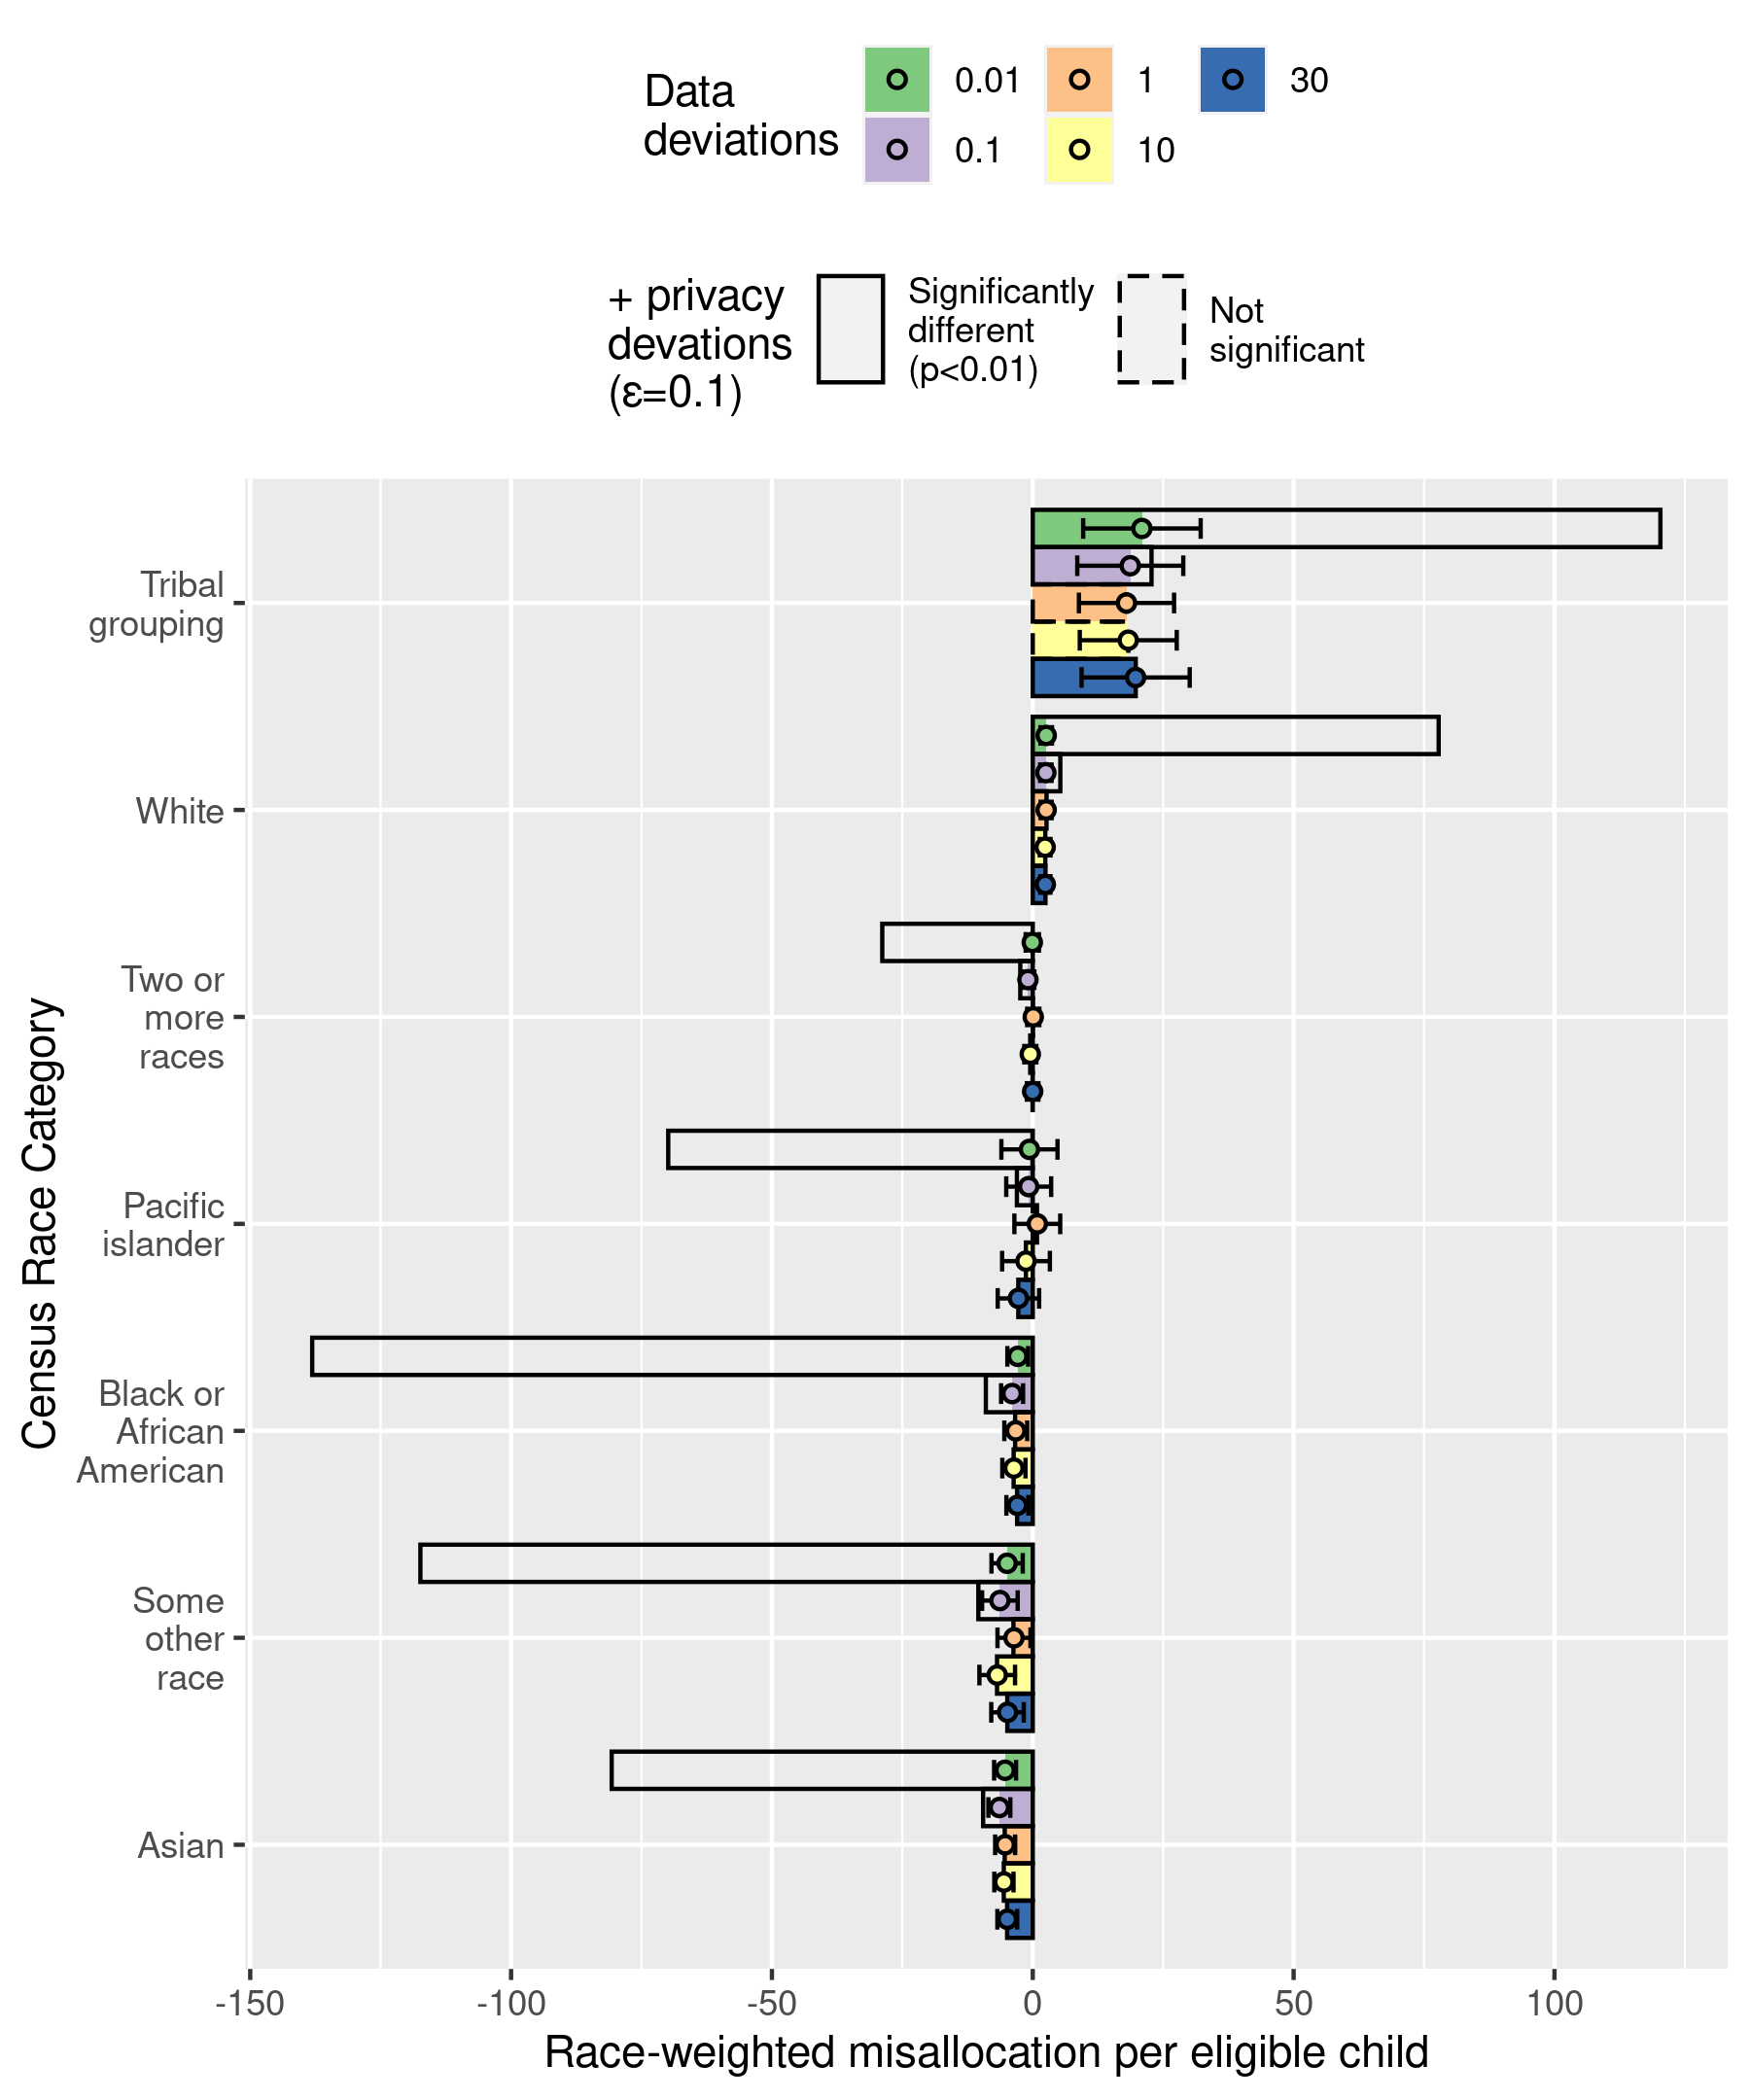 Data
deviations
0.01
1
30
0.1
10
+ privacy
devations
(ε=0.1)
Significantly
different
(p<0.01)
Not
significant
Census Race Category
Tribal
grouping
White
Two or
more
races
Pacific
islander
Black or
African
American
Some
other
race
Asian
-150
-100
-50
0
50
100
Race-weighted misallocation per eligible child